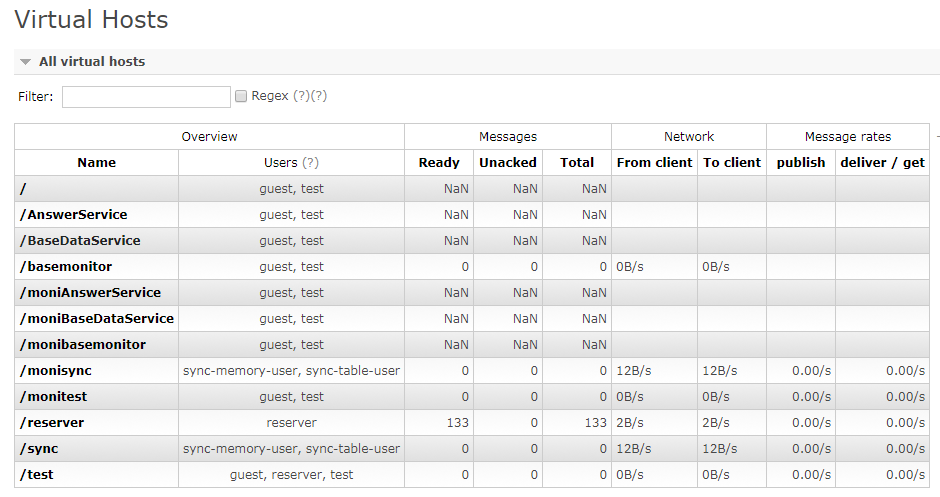 Virtual Hosts
All virtual hosts
Filter: Regex (?)(?)
Overview Messages Network Message rates
Name Users (?) Ready Unacked Total From client To client publish deliver / get
/ guest, test NaN NaN NaN
/AnswerService guest, test NaN NaN NaN
/BaseDataService guest, test NaN NaN NaN
/basemonitor guest, test 0 0 0 0B/s 0B/s
/moniAnswerService guest, test NaN NaN NaN
/moniBaseDataService guest, test NaN NaN NaN
/monibasemonitor guest, test NaN NaN NaN
/monisync sync-memory-user, sync-table-user 0 0 0 12B/s 12B/s 0.00/s 0.00/s
/monitest guest, test 0 0 0 0B/s 0B/s 0.00/s 0.00/s
/reserver reserver 133 0 133 2B/s 2B/s 0.00/s 0.00/s
/sync sync-memory-user, sync-table-user 0 0 0 12B/s 12B/s 0.00/s 0.00/s
/test guest, reserver, test 0 0 0 0B/s 0B/s 0.00/s 0.00/s